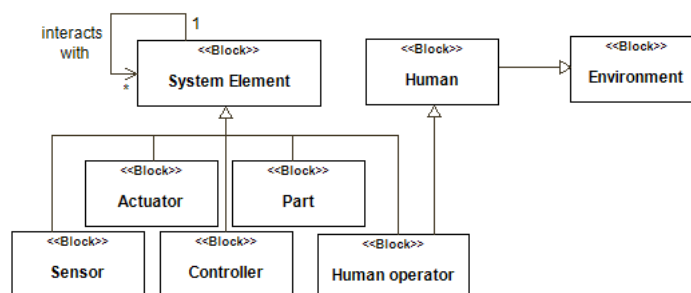 interacts
with
1
*
<<Block>>
System Element
<<Block>>
Human
<<Block>>
Environment
<<Block>>
Actuator
<<Block>>
Part
<<Block>>
Sensor
<<Block>>
Controller
<<Block>>
Human operator